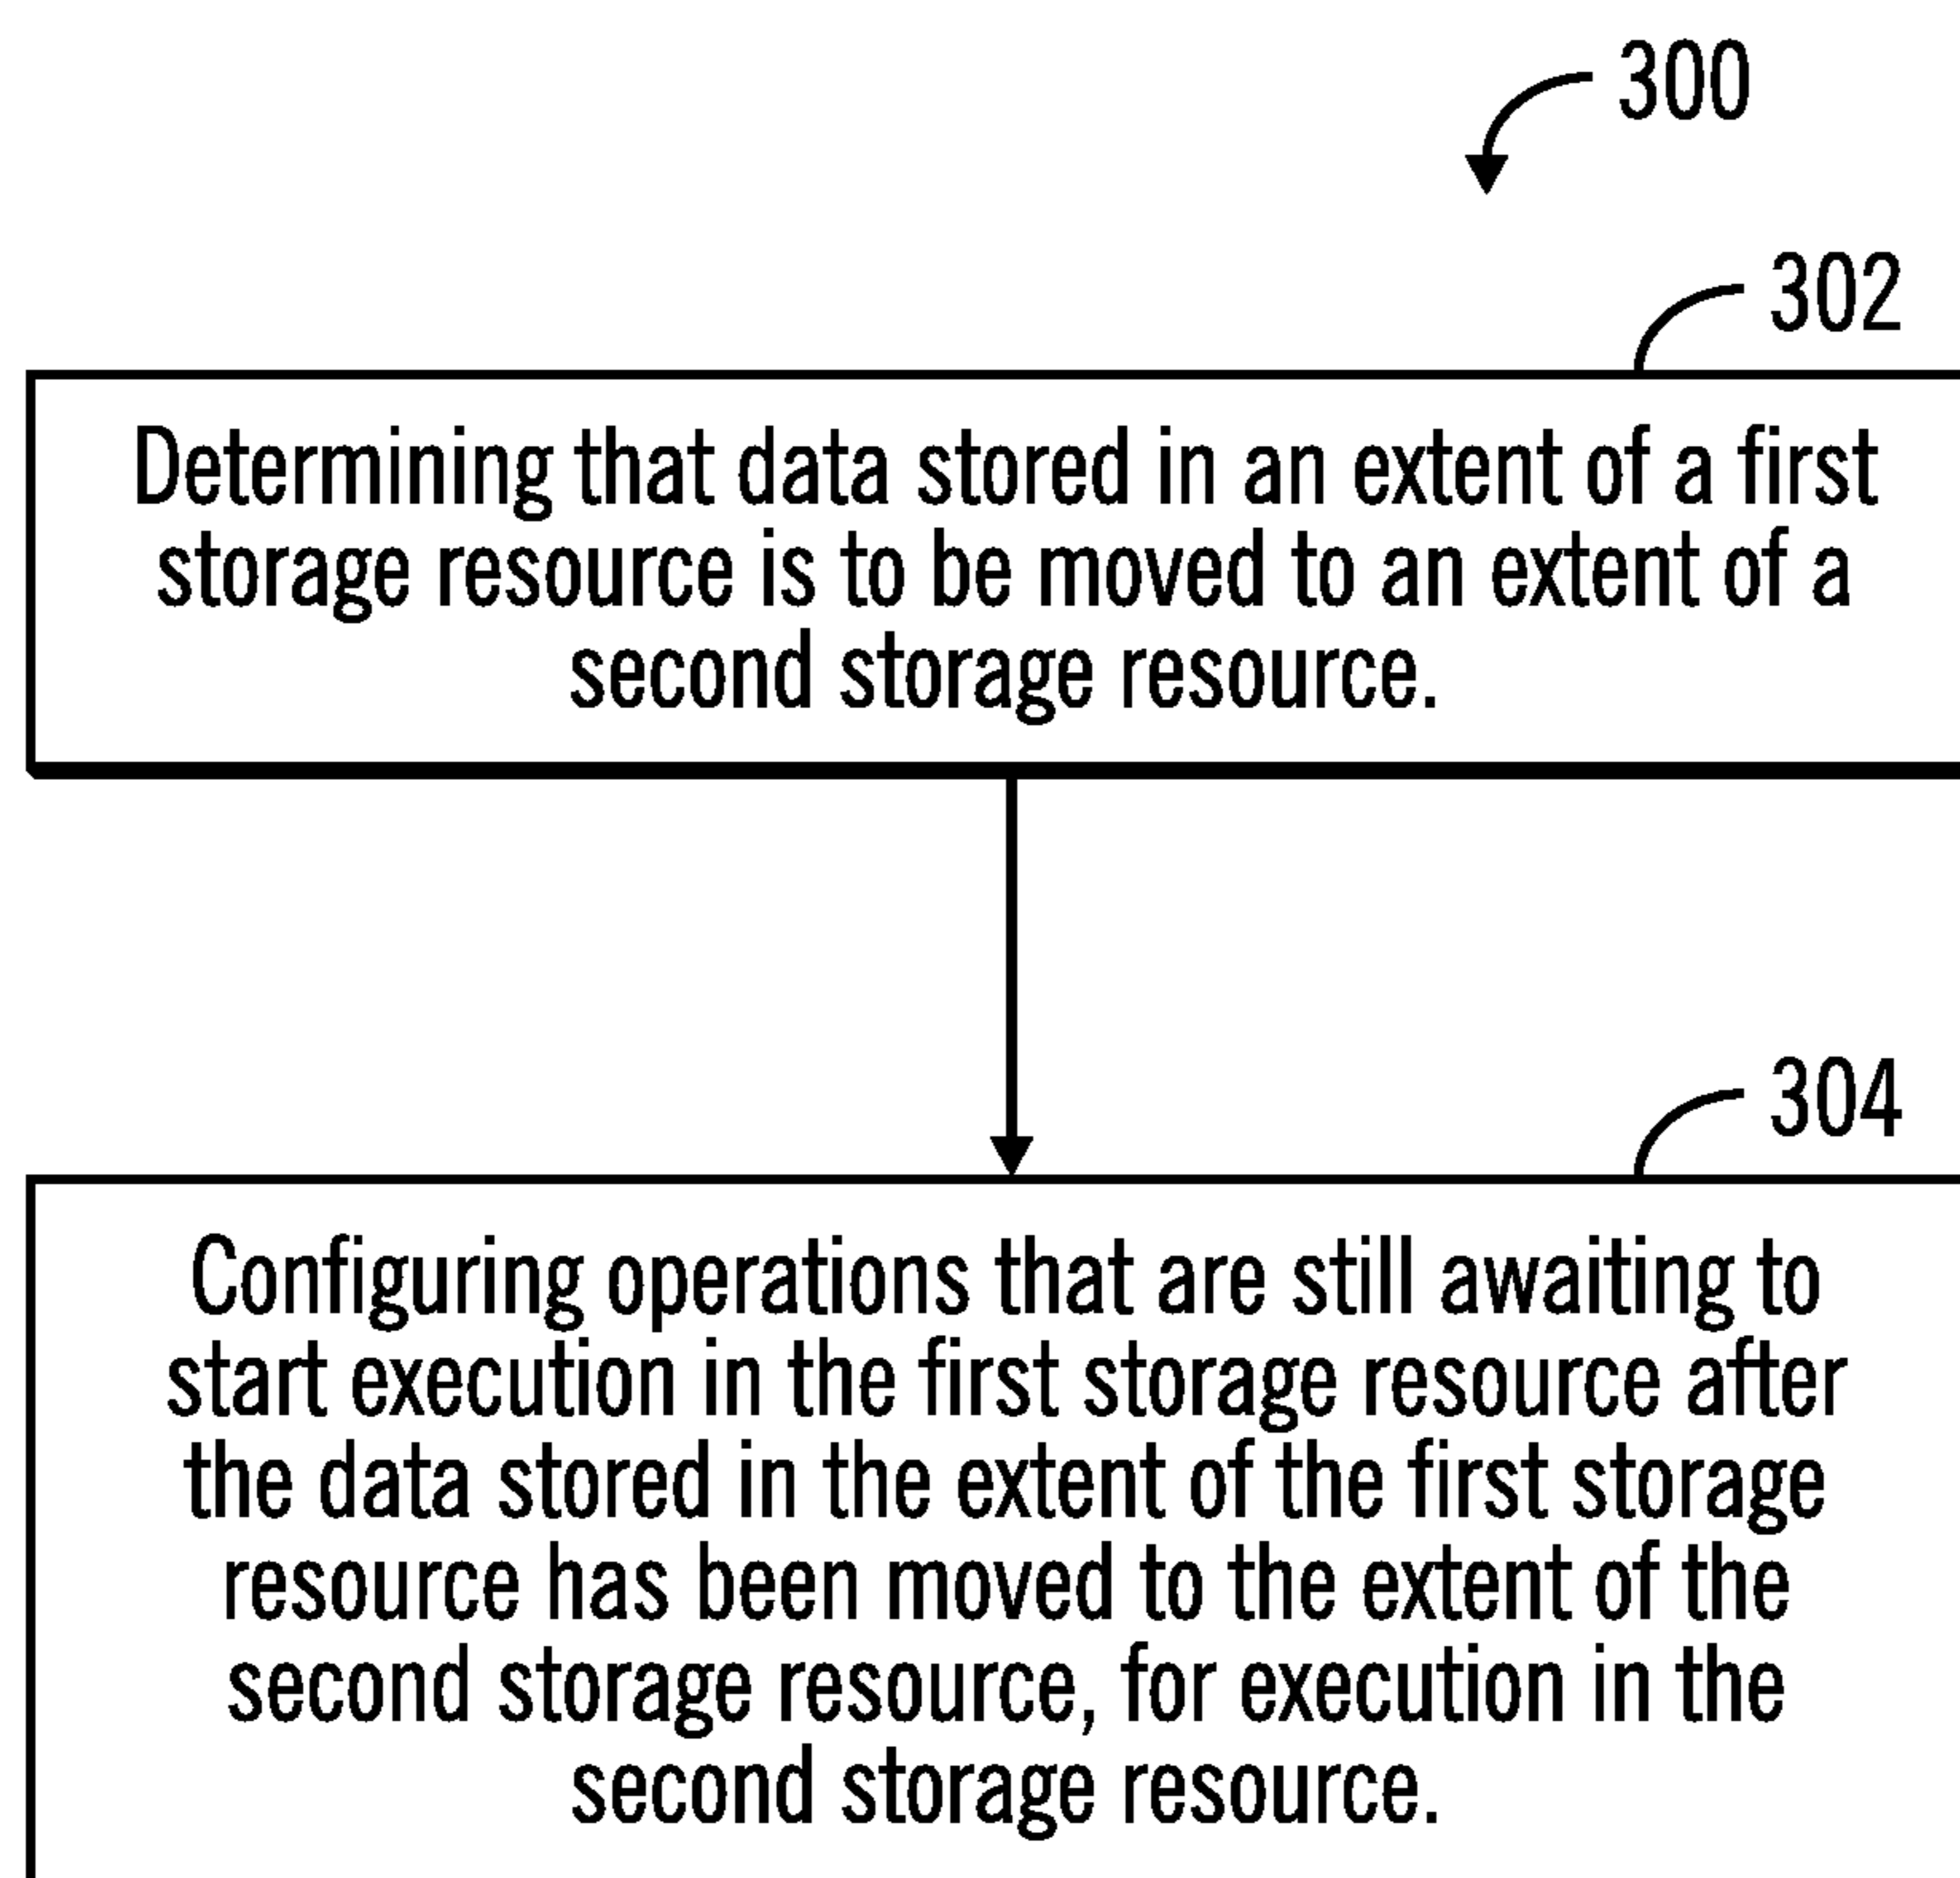 300
302
Determining that data stored in an extent of a first
storage resource is to be moved to an extent of a
second storage resource.
304
Configuring operations that are still awaiting to
start execution in the first storage resource after
the data stored in the extent of the first storage
resource has been moved to the extent of the
second storage resource, for execution in the
second storage resource.